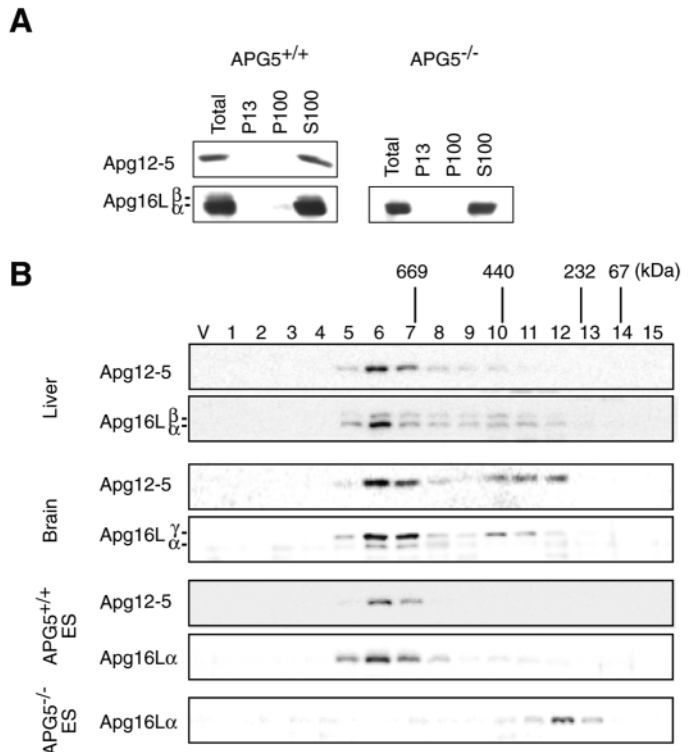 A
APG5+/+ APG5-/-
Total P13 P100 S100
Total P13 P100 S100
Apg12-5
Apg16L β α
B
669 440 232 67 (kDa)
V 1 2 3 4 5 6 7 8 9 10 11 12 13 14 15
Liver
Apg12-5
Apg16L β α
Brain
Apg12-5
Apg16L γ α
APG5+/+ ES
Apg12-5
Apg16Lα
APG5-/- ES
Apg16Lα